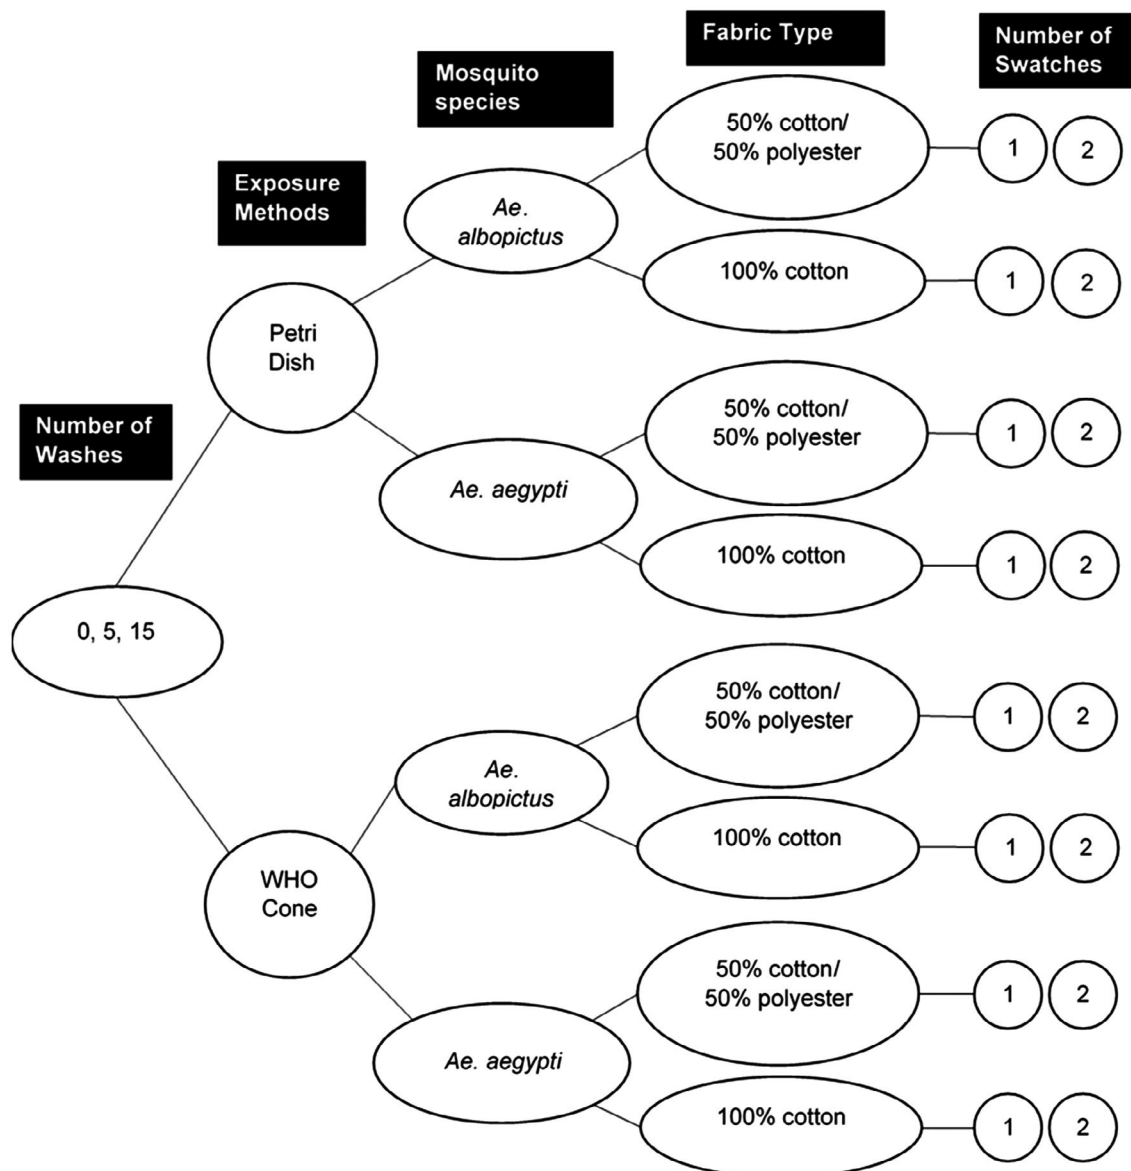 Fabric Type
Number of
Swatches
Mosquito
species
50% cotton/
50% polyester
1
2
Exposure
Methods
Ae.
albopictus
100% cotton
1
2
Petri
Dish
50% cotton/
50% polyester
1
2
Number of
Washes
Ae. aegypti
100% cotton
1
2
0, 5, 15
50% cotton/
50% polyester
1
2
Ae.
albopictus
100% cotton
1
2
WHO
Cone
50% cotton/
50% polyester
1
2
Ae. aegypti
100% cotton
1
2